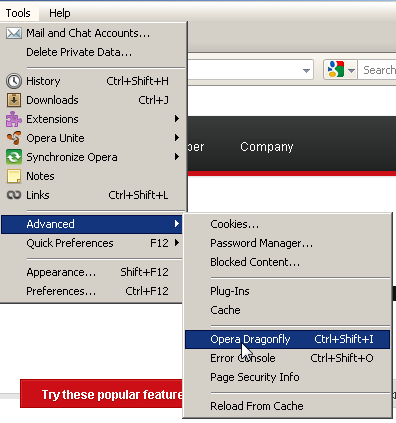 Tools Help
Mail and Chat Accounts...
Delete Private Data...
History Ctrl+Shift+H
Downloads Ctrl+J
Extensions
Opera Unite
Synchronize Opera
Notes
Links Ctrl+Shift+L
Advanced
Quick Preferences F12
Appearance... Shift+F12
Preferences... Ctrl+F12
Search
Company
Cookies...
Password Manager...
Blocked Content...
Plug-Ins
Cache
Opera Dragonfly Ctrl+Shift+I
Error Console Ctrl+Shift+O
Page Security Info
Reload From Cache
Try these popular feature